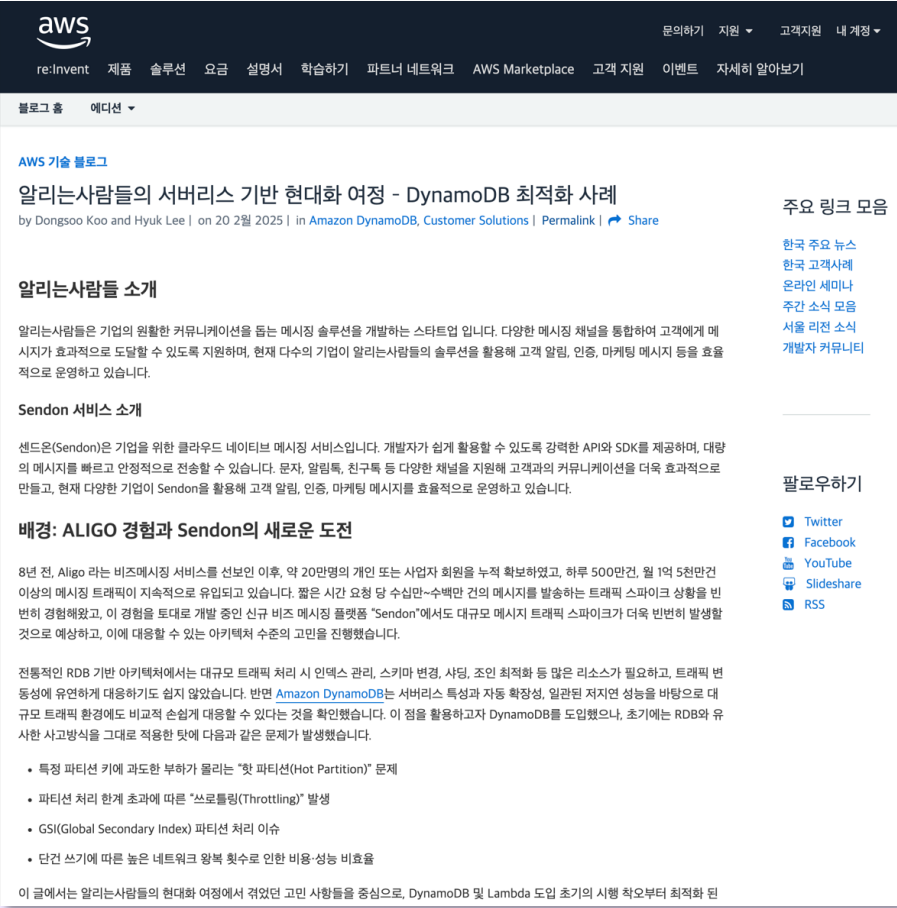 aws
문의하기 지원 고객지원 내 계정
re:Invent 제품 솔루션 요금 설명서 학습하기 파트너 네트워크 AWS Marketplace 고객 지원 이벤트 자세히 알아보기
블로그 홈 에디션
AWS 기술 블로그
알리는사람들의 서버리스 기반 현대화 여정 - DynamoDB 최적화 사례
by Dongsoo Koo and Hyuk Lee | on 20 2월 2025 | in Amazon DynamoDB, Customer Solutions | Permalink | Share
알리는사람들 소개
알리는사람들은 기업의 원활한 커뮤니케이션을 돕는 메시징 솔루션을 개발하는 스타트업 입니다. 다양한 메시징 채널을 통합하여 고객에게 메
시지가 효과적으로 도달할 수 있도록 지원하며, 현재 다수의 기업이 알리는사람들의 솔루션을 활용해 고객 알림, 인증, 마케팅 메시지 등을 효율
적으로 운영하고 있습니다.
Sendon 서비스 소개
센드온(Sendon)은 기업을 위한 클라우드 네이티브 메시징 서비스입니다. 개발자가 쉽게 활용할 수 있도록 강력한 API와 SDK를 제공하며, 대량
의 메시지를 빠르고 안정적으로 전송할 수 있습니다. 문자, 알림톡, 친구톡 등 다양한 채널을 지원해 고객과의 커뮤니케이션을 더욱 효과적으로
만들고, 현재 다양한 기업이 Sendon을 활용해 고객 알림, 인증, 마케팅 메시지를 효율적으로 운영하고 있습니다.
배경: ALIGO 경험과 Sendon의 새로운 도전
8년 전, Aligo 라는 비즈메시징 서비스를 선보인 이후, 약 20만명의 개인 또는 사업자 회원을 누적 확보하였고, 하루 500만건, 월 1억 5천만건
이상의 메시징 트래픽이 지속적으로 유입되고 있습니다. 짧은 시간 요청 당 수십만~수백만 건의 메시지를 발송하는 트래픽 스파이크 상황을 빈
번히 경험해왔고, 이 경험을 토대로 개발 중인 신규 비즈 메시징 플랫폼 “Sendon”에서도 대규모 메시지 트래픽 스파이크가 더욱 빈번히 발생할
것으로 예상하고, 이에 대응할 수 있는 아키텍처 수준의 고민을 진행했습니다.
전통적인 RDB 기반 아키텍처에서는 대규모 트래픽 처리 시 인덱스 관리, 스키마 변경, 샤딩, 조인 최적화 등 많은 리소스가 필요하고, 트래픽 변
동성에 유연하게 대응하기도 쉽지 않았습니다. 반면 Amazon DynamoDB는 서버리스 특성과 자동 확장성, 일관된 저지연 성능을 바탕으로 대
규모 트래픽 환경에도 비교적 손쉽게 대응할 수 있다는 것을 확인했습니다. 이 점을 활용하고자 DynamoDB를 도입했으나, 초기에는 RDB와 유
사한 사고방식을 그대로 적용한 탓에 다음과 같은 문제가 발생했습니다.
• 특정 파티션 키에 과도한 부하가 몰리는 “핫 파티션(Hot Partition)” 문제
• 파티션 처리 한계 초과에 따른 “쓰로틀링(Throttling)” 발생
• GSI(Global Secondary Index) 파티션 처리 이슈
• 단건 쓰기에 따른 높은 네트워크 왕복 횟수로 인한 비용·성능 비효율
이 글에서는 알리는사람들의 현대화 여정에서 겪었던 고민 사항들을 중심으로, DynamoDB 및 Lambda 도입 초기의 시행 착오부터 최적화 된
주요 링크 모음
한국 주요 뉴스
한국 고객사례
온라인 세미나
주간 소식 모음
서울 리전 소식
개발자 커뮤니티
팔로우하기
Twitter
Facebook
YouTube
Slideshare
RSS